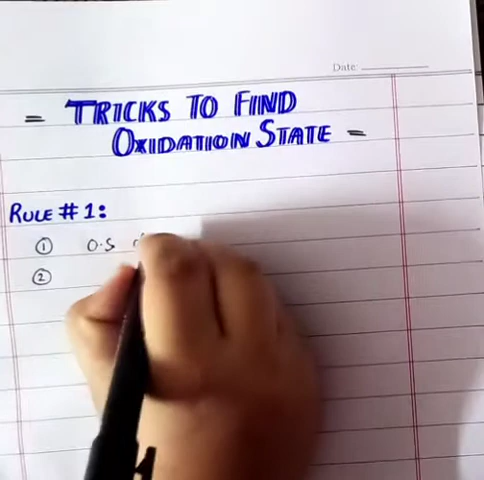 Date:
= TRICKS TO FIND
OXIDATION STATE =
RULE # 1:
① O.S
②